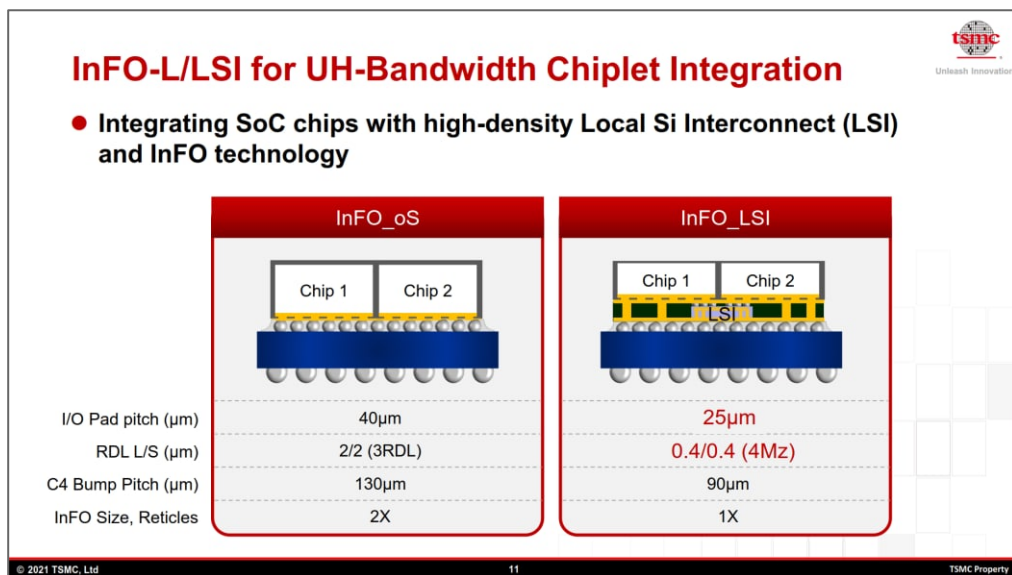 tsmc
Unleash Innovation
InFO-L/LSI for UH-Bandwidth Chiplet Integration
● Integrating SoC chips with high-density Local Si Interconnect (LSI)
and InFO technology
InFO_oS InFO_LSI
Chip 1 Chip 2 Chip 1 Chip 2
LSI
I/O Pad pitch (µm) 40µm 25µm
RDL L/S (µm) 2/2 (3RDL) 0.4/0.4 (4Mz)
C4 Bump Pitch (µm) 130µm 90µm
InFO Size, Reticles 2X 1X
© 2021 TSMC, Ltd 11 TSMC Property